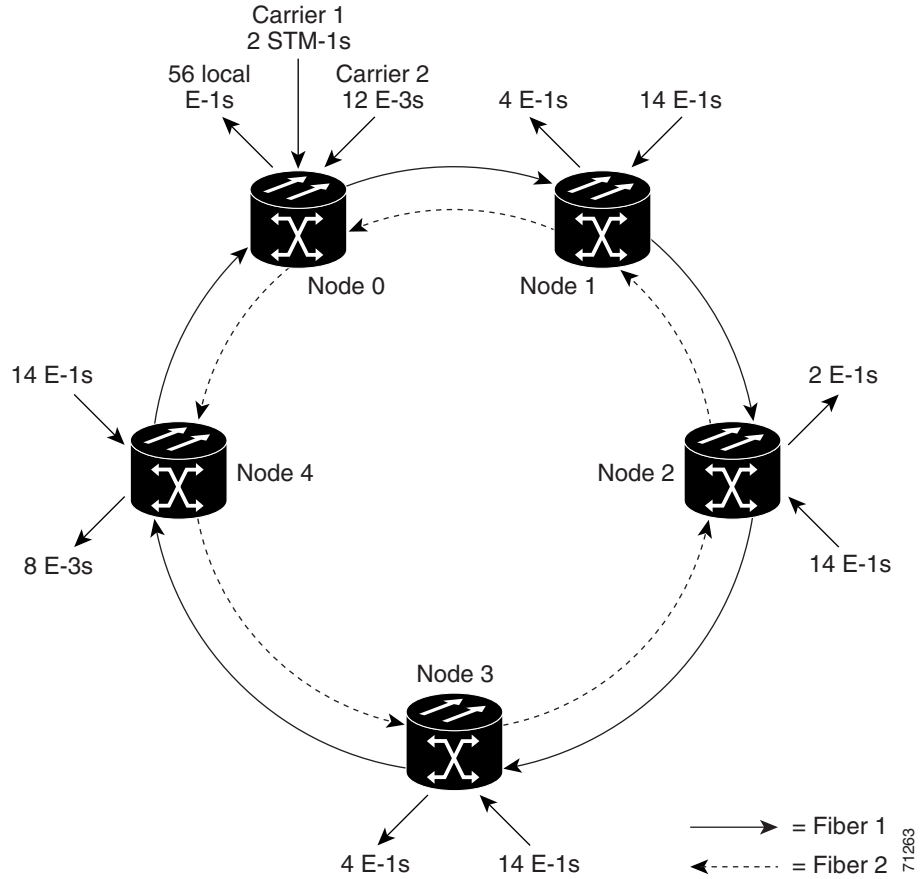 Carrier 1
2 STM-1s
56 local
E-1s
Carrier 2
12 E-3s
4 E-1s
14 E-1s
Node 0
Node 1
14 E-1s
2 E-1s
Node 4
Node 2
8 E-3s
14 E-1s
Node 3
4 E-1s
14 E-1s
= Fiber 1
= Fiber 2
71263